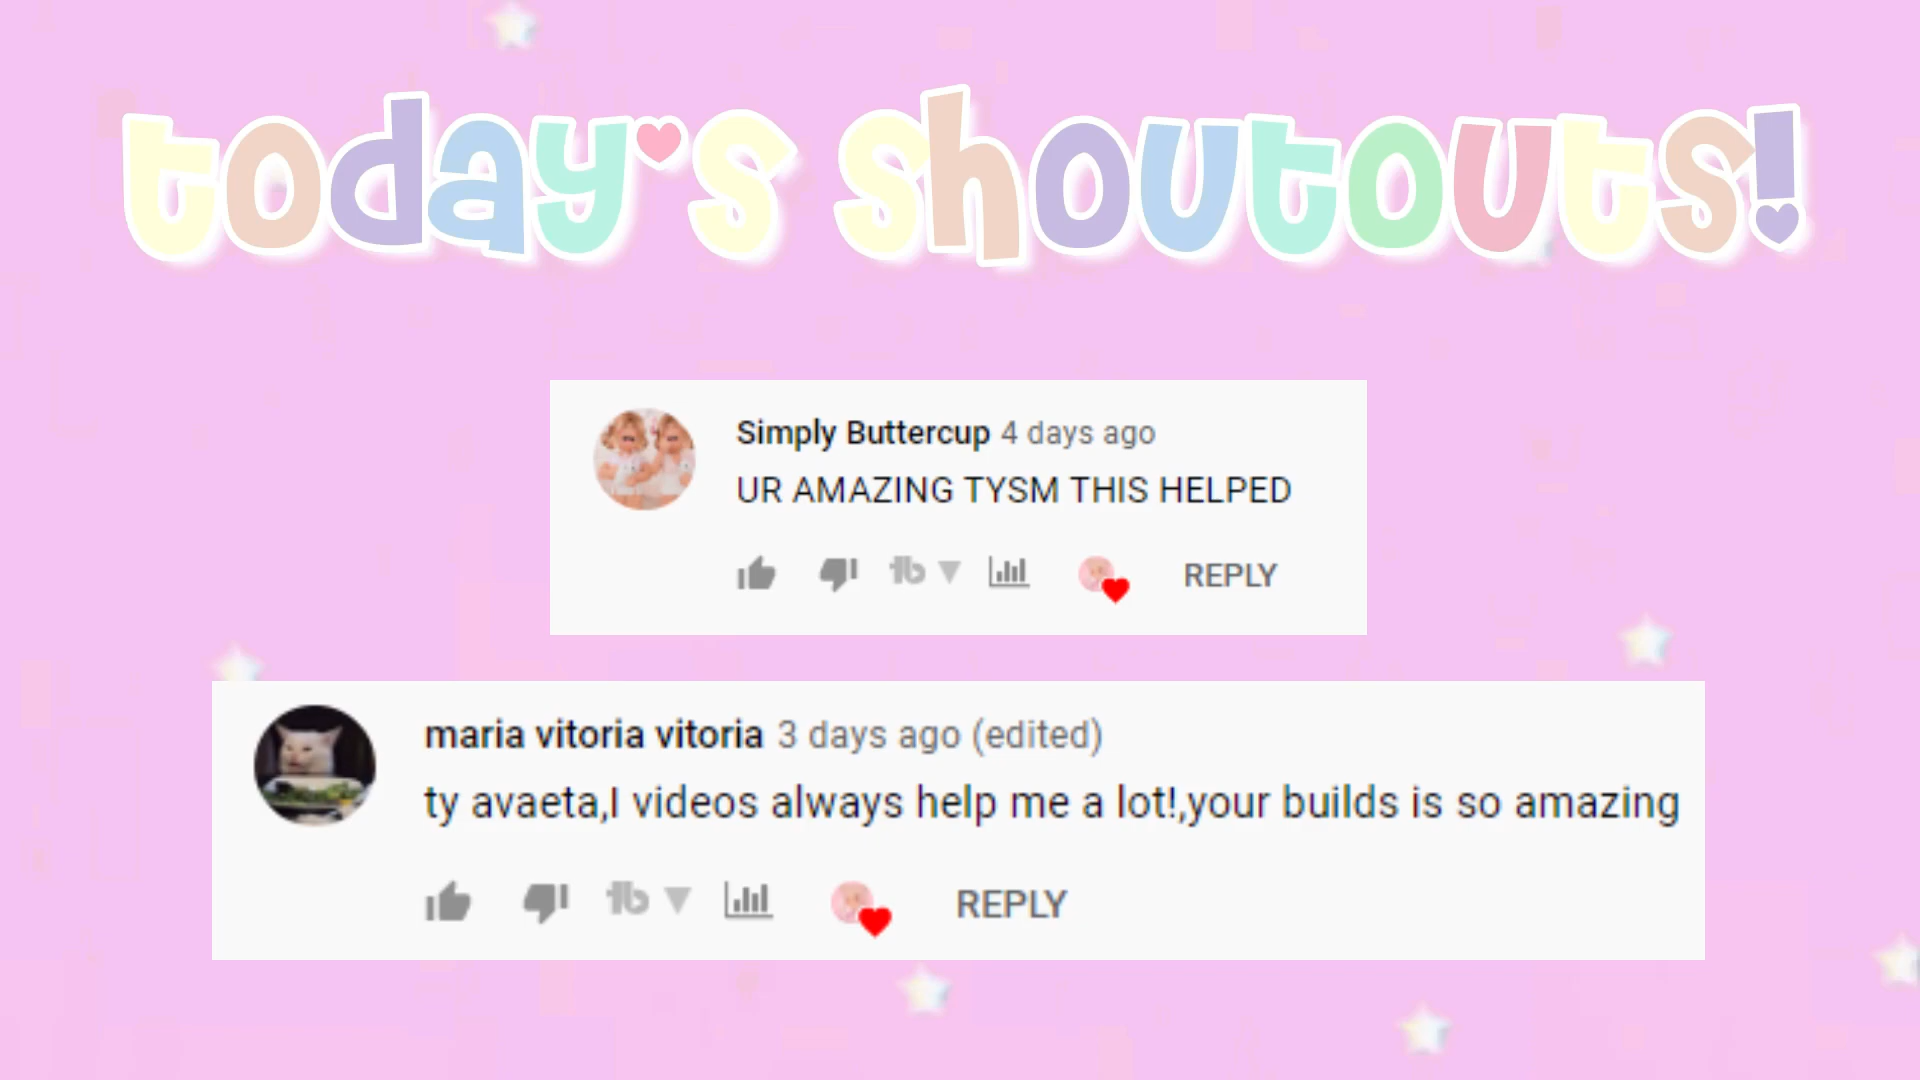 today's shoutouts!
Simply Buttercup 4 days ago
UR AMAZING TYSM THIS HELPED
REPLY
maria vitoria vitoria 3 days ago (edited)
ty avaeta,I videos always help me a lot!,your builds is so amazing
REPLY